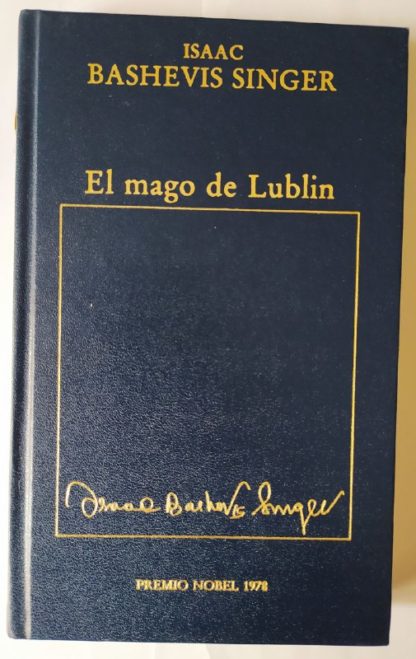 ISAAC
BASHEVIS SINGER
El mago de Lublin
Isaac Bashevis Singer
PREMIO NOBEL 1978